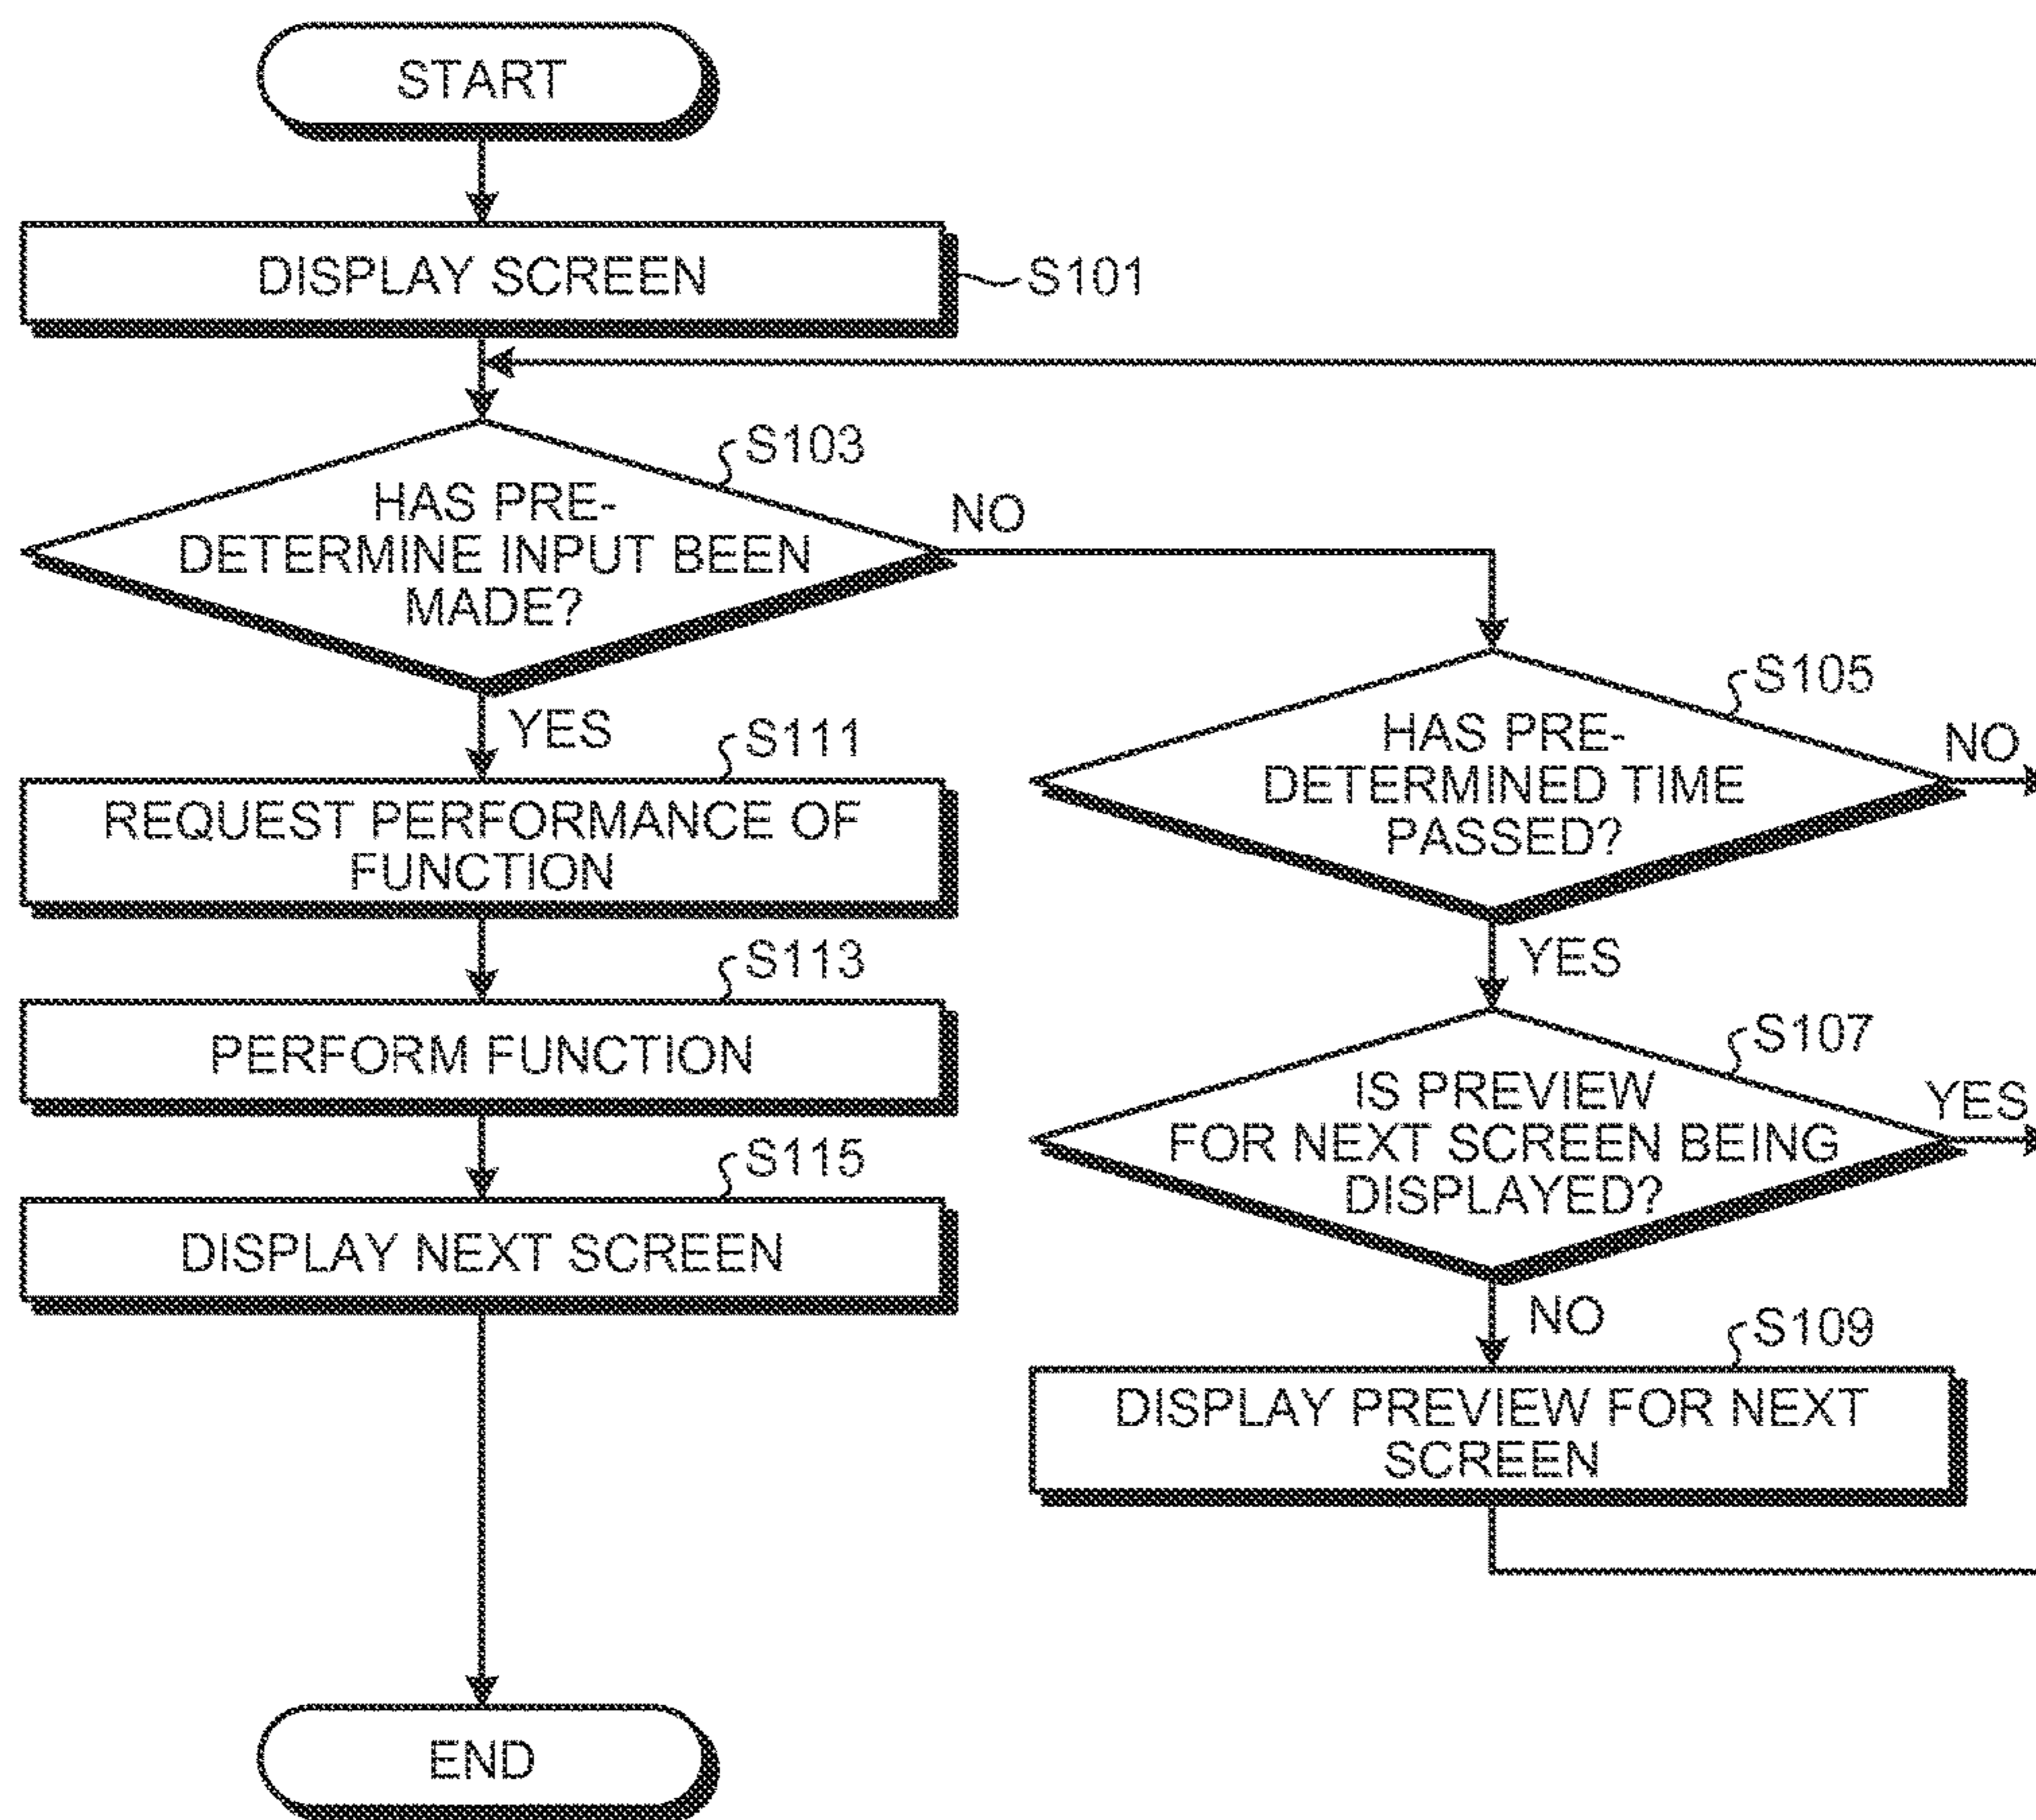 START
DISPLAY SCREEN
S101
S103
HAS PRE-
DETERMINE INPUT BEEN
MADE?
NO
YES
S111
REQUEST PERFORMANCE OF
FUNCTION
S113
PERFORM FUNCTION
S115
DISPLAY NEXT SCREEN
END
S105
HAS PRE-
DETERMINED TIME
PASSED?
NO
YES
S107
IS PREVIEW
FOR NEXT SCREEN BEING
DISPLAYED?
YES
NO
S109
DISPLAY PREVIEW FOR NEXT
SCREEN